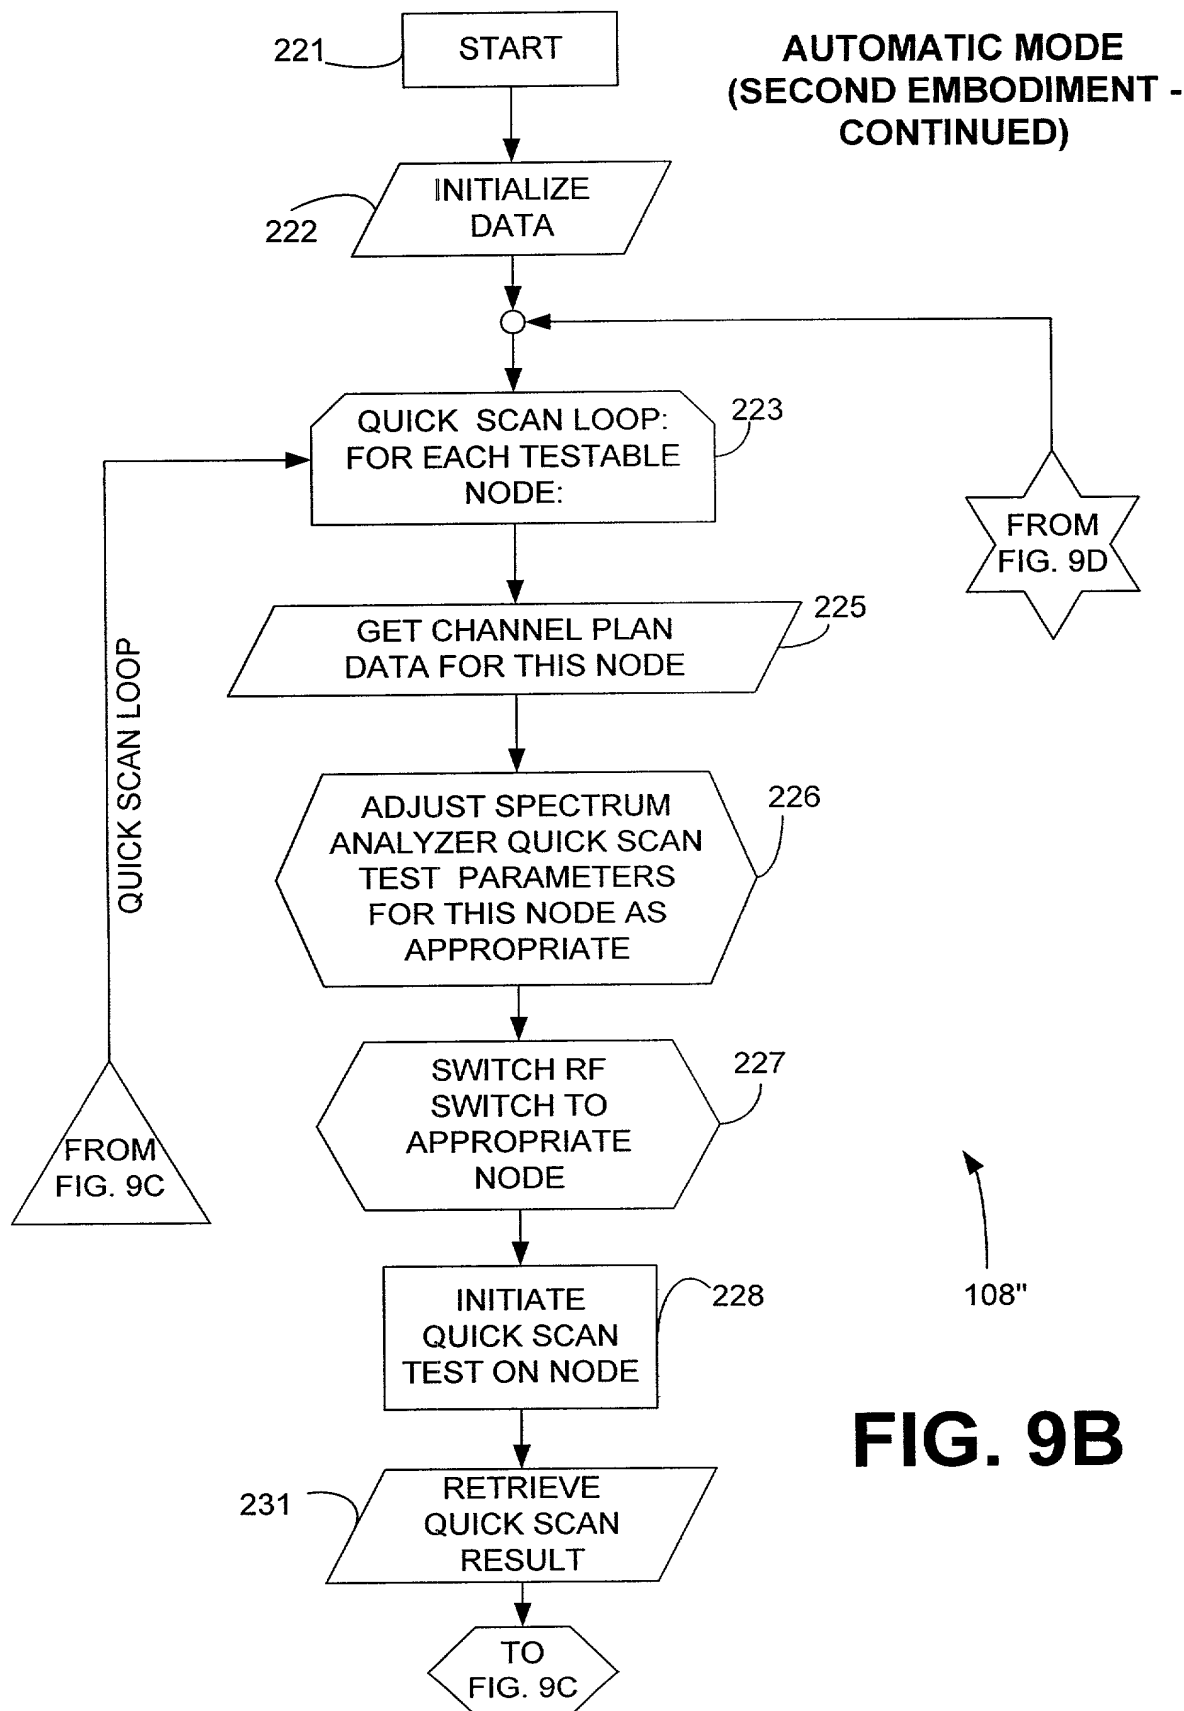 221
START
AUTOMATIC MODE
(SECOND EMBODIMENT -
CONTINUED)
INITIALIZE
DATA
222
QUICK SCAN LOOP:
FOR EACH TESTABLE
NODE:
223
FROM
FIG. 9D
GET CHANNEL PLAN
DATA FOR THIS NODE
225
QUICK SCAN LOOP
ADJUST SPECTRUM
ANALYZER QUICK SCAN
TEST PARAMETERS
FOR THIS NODE AS
APPROPRIATE
226
SWITCH RF
SWITCH TO
APPROPRIATE
NODE
227
FROM
FIG. 9C
INITIATE
QUICK SCAN
TEST ON NODE
228
108"
FIG. 9B
RETRIEVE
QUICK SCAN
RESULT
231
TO
FIG. 9C